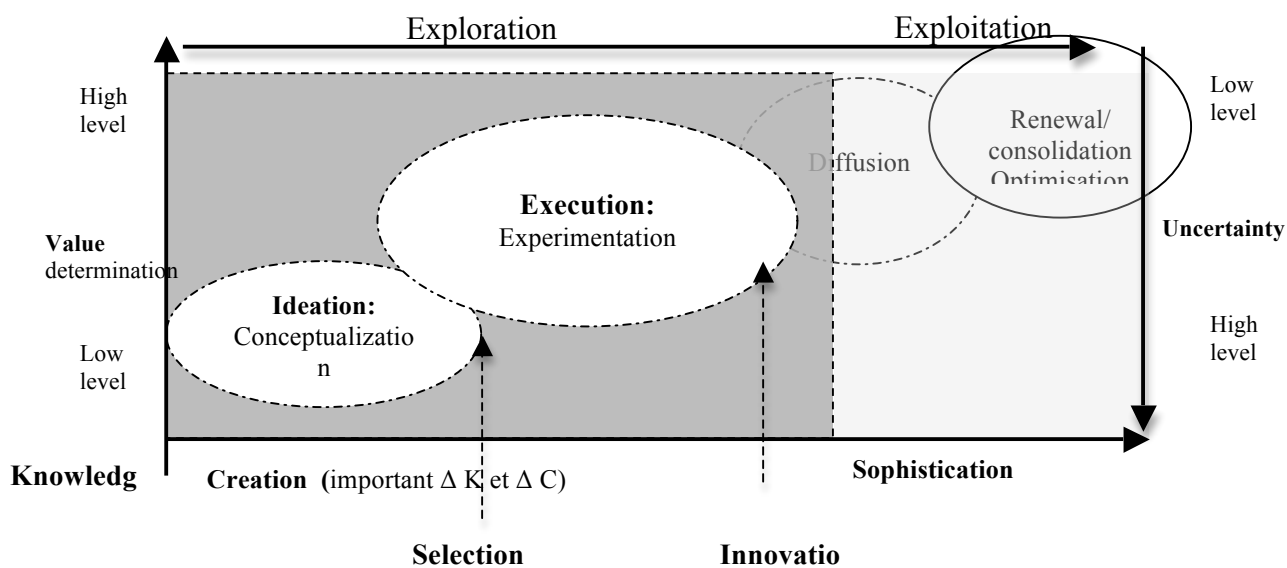 Exploration
Exploitation
High
level
Low
level
Renewal/
consolidation
Optimisation
Diffusion
Execution:
Experimentation
Value
determination
Uncertainty
Ideation:
Conceptualizatio
n
Low
level
High
level
Knowledg
Creation (important Δ K et Δ C)
Sophistication
Selection
Innovatio